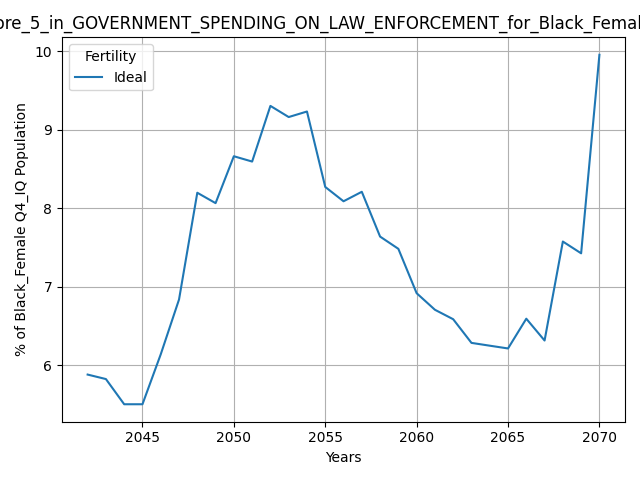 ore_5_in_GOVERNMENT_SPENDING_ON_LAW_ENFORCEMENT_for_Black_Femal
Fertility
Ideal
% of Black_Female Q4_IQ Population
10
9
8
7
6
2045 2050 2055 2060 2065 2070
Years